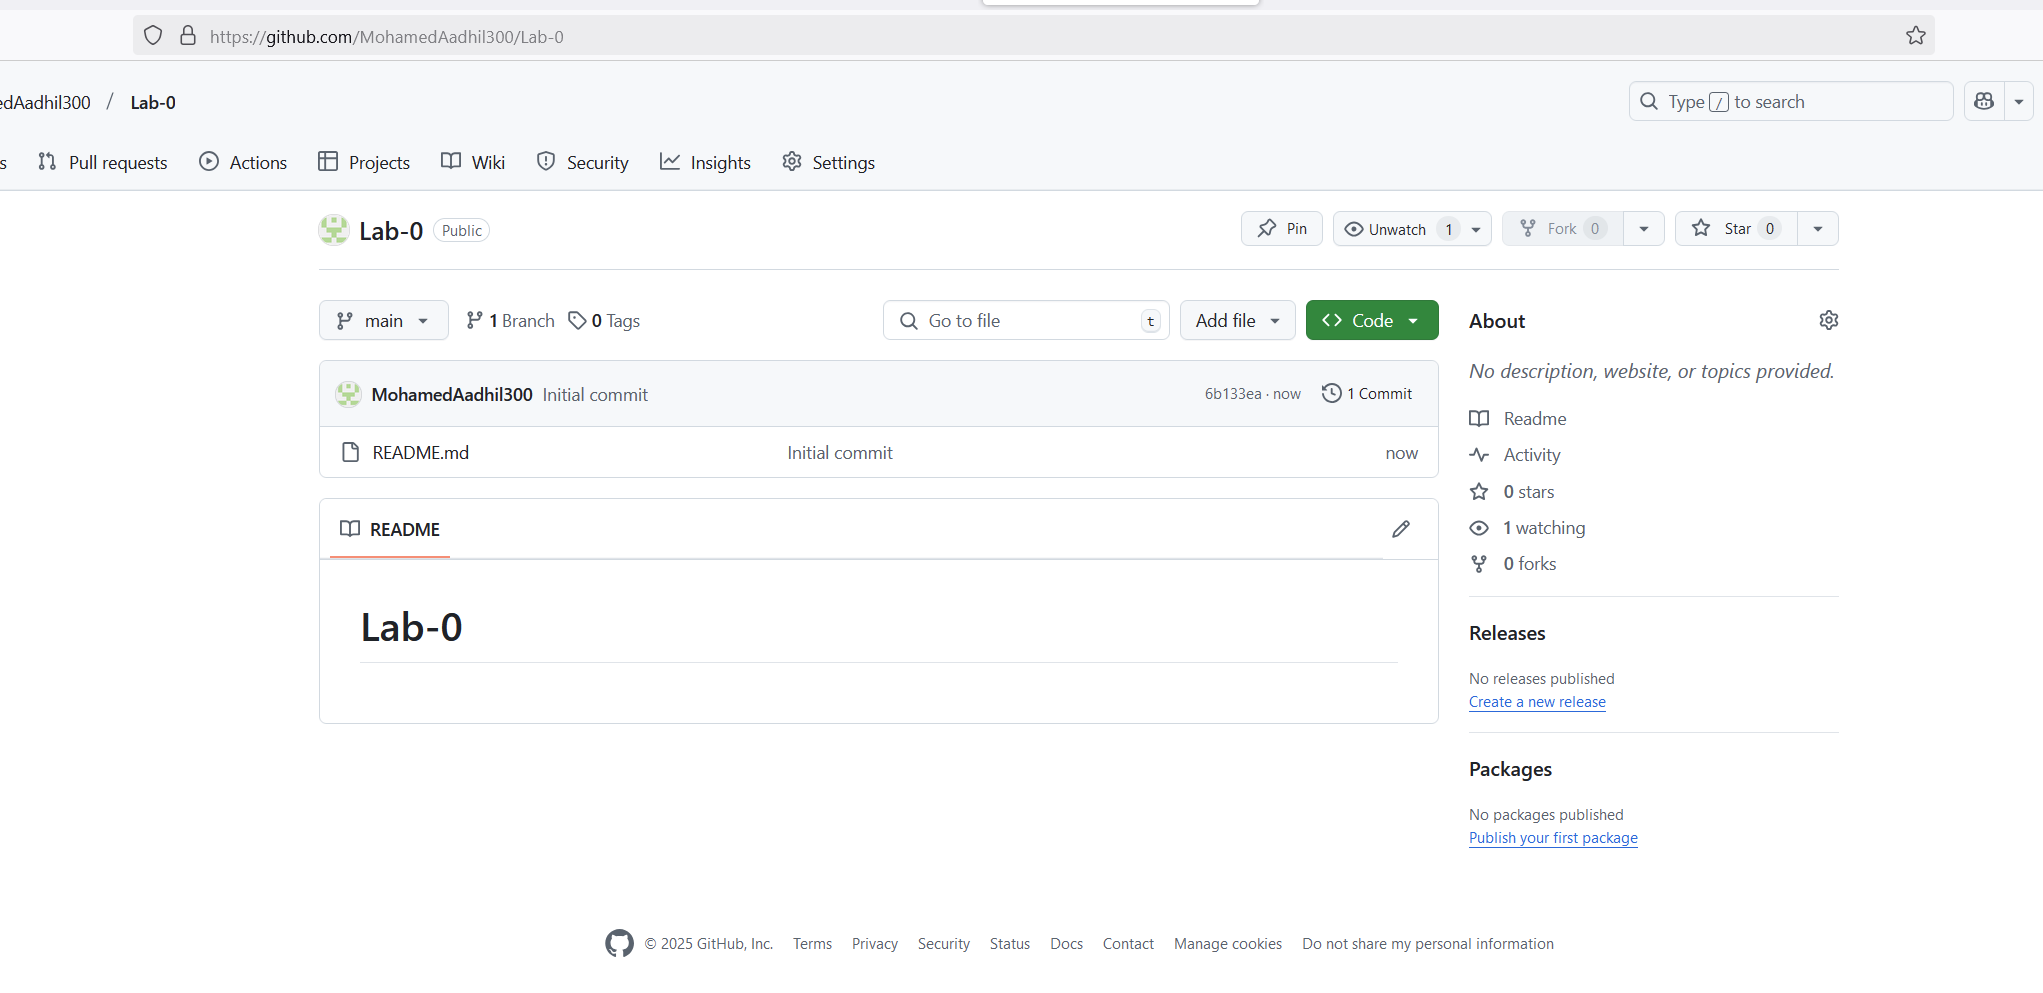 https://github.com/MohamedAadhil300/Lab-0
edAadhil300 / Lab-0
Type / to search
s Pull requests Actions Projects Wiki Security Insights Settings
Lab-0 Public
Pin Unwatch 1 Fork 0 Star 0
main 1 Branch 0 Tags Go to file t Add file Code
MohamedAadhil300 Initial commit 6b133ea · now 1 Commit
README.md Initial commit now
README
Lab-0
About
No description, website, or topics provided.
Readme
Activity
0 stars
1 watching
0 forks
Releases
No releases published
Create a new release
Packages
No packages published
Publish your first package
© 2025 GitHub, Inc. Terms Privacy Security Status Docs Contact Manage cookies Do not share my personal information